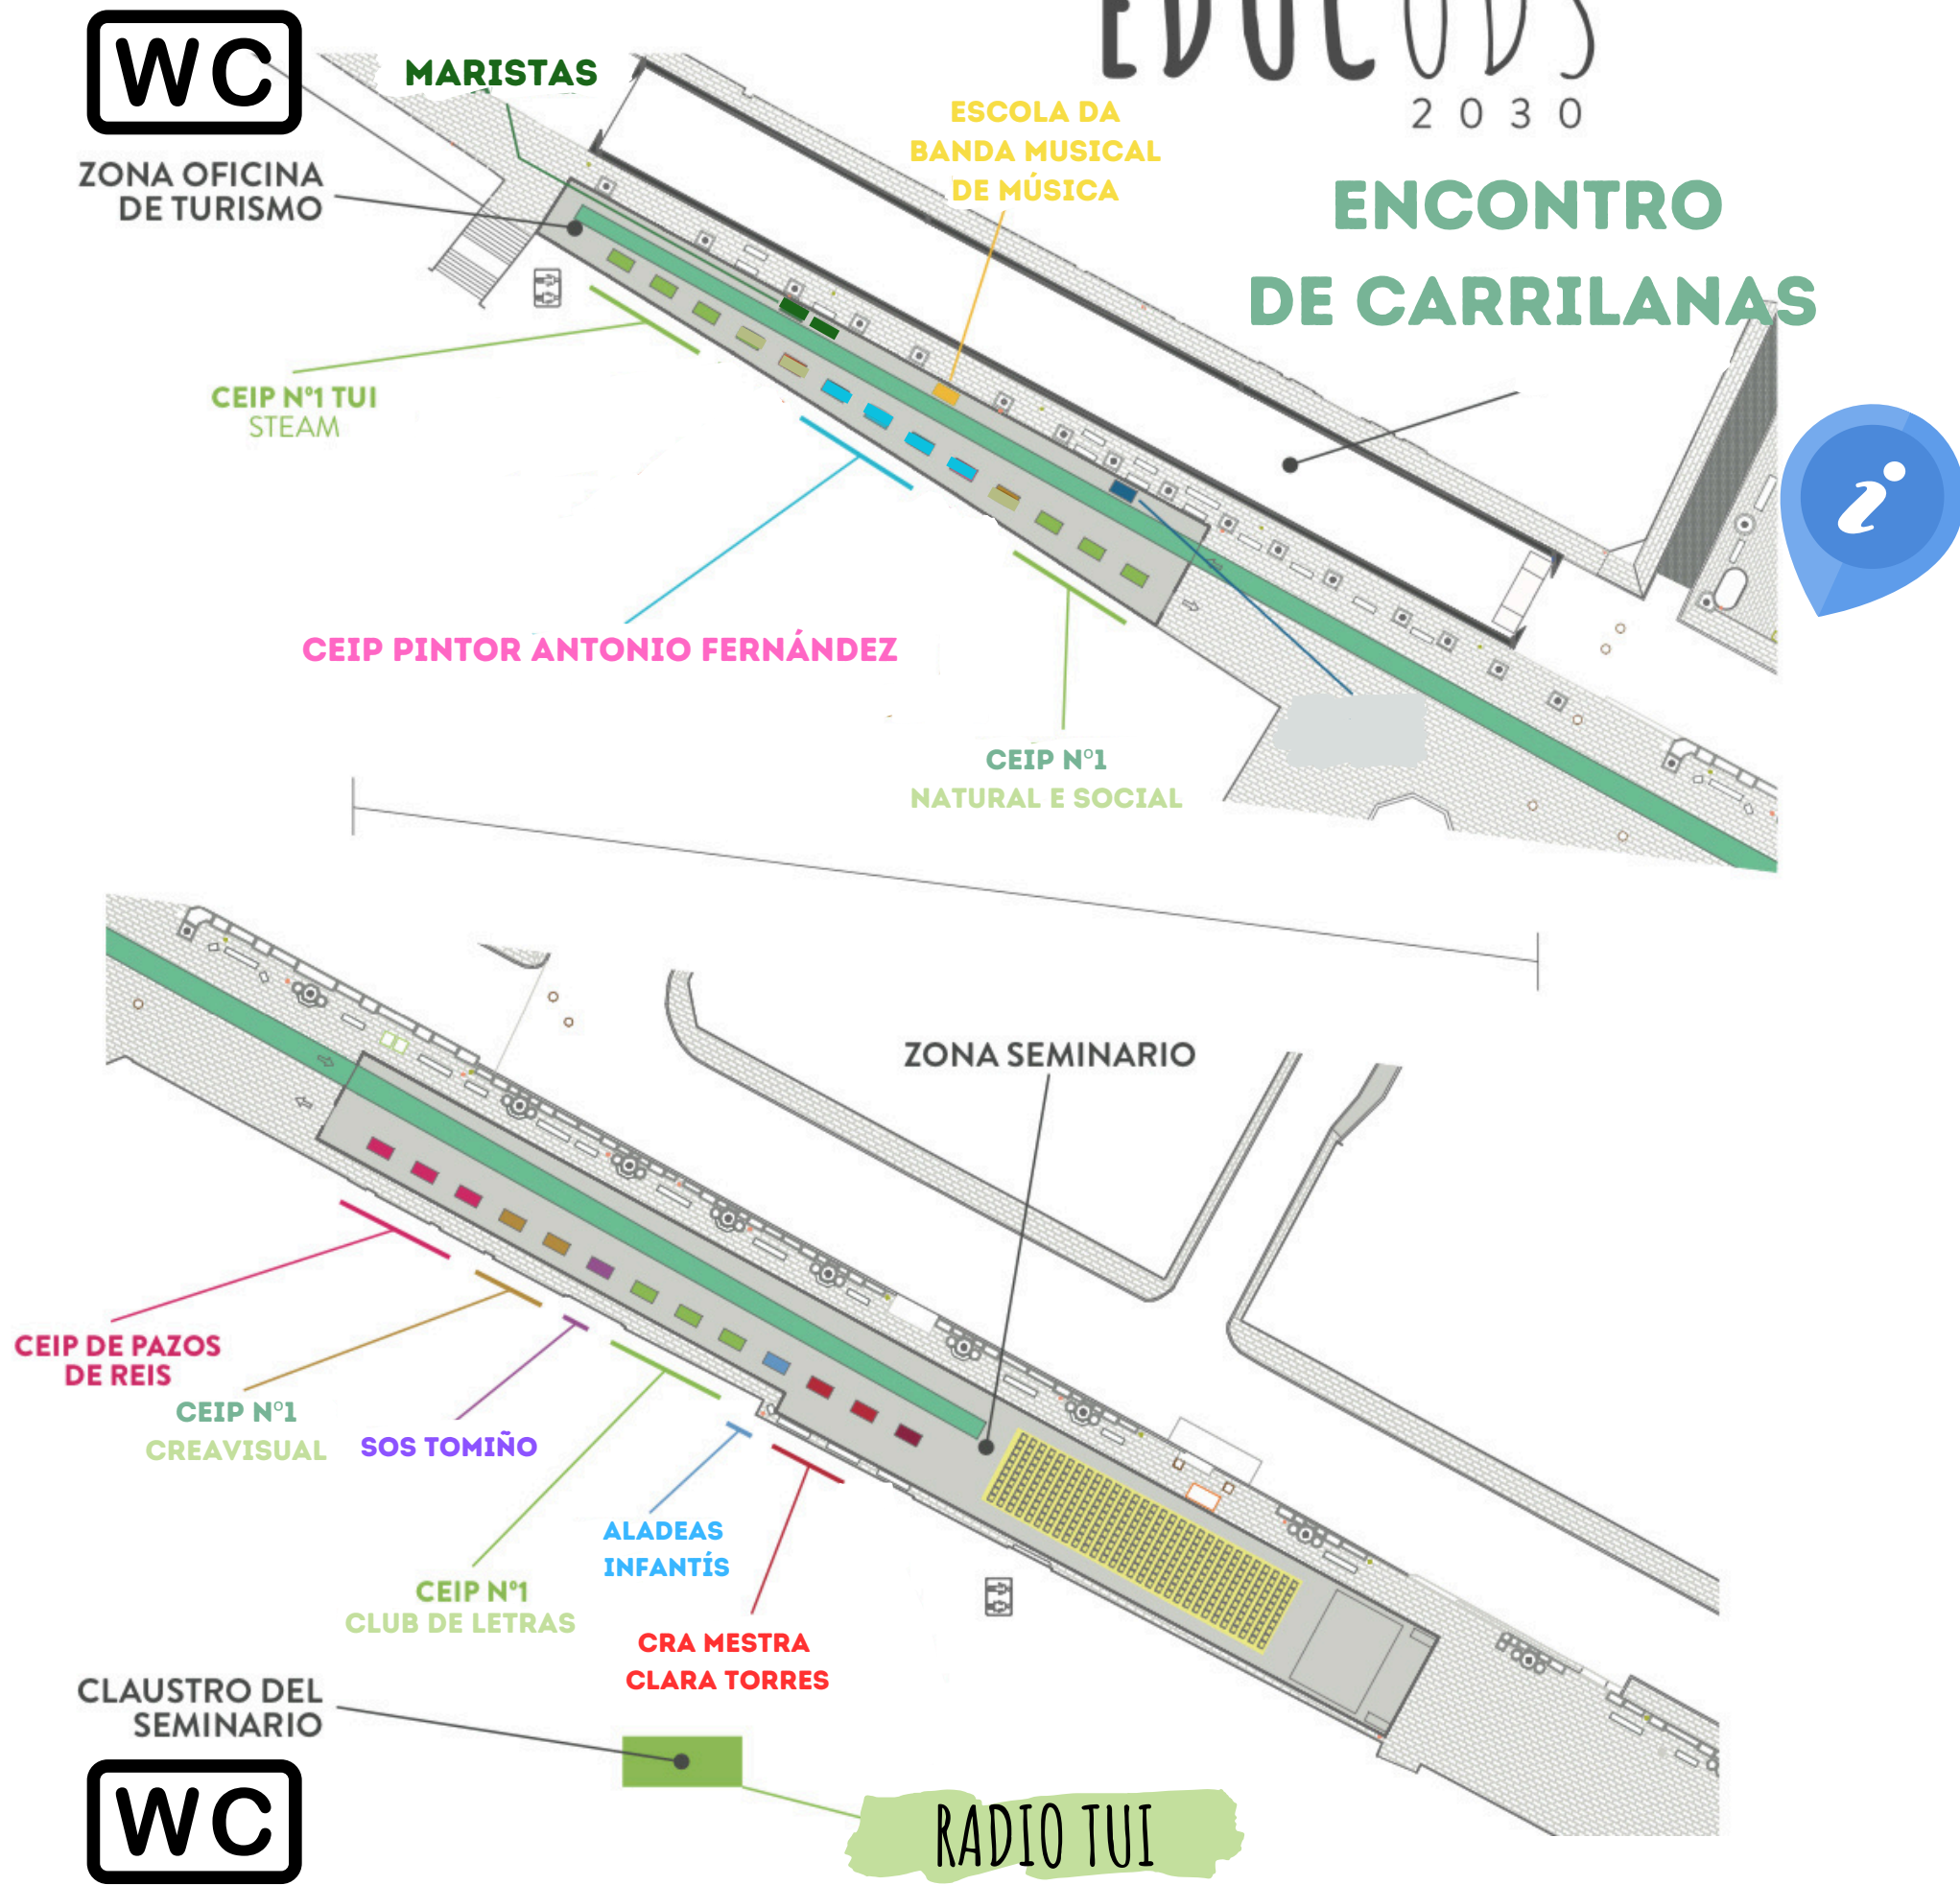 WC
EDUCODS
2030
MARISTAS
ESCOLA DA
BANDA MUSICAL
DE MÚSICA
ZONA OFICINA
DE TURISMO
ENCONTRO
DE CARRILANAS
CEIP Nº1 TUI
STEAM
i
CEIP PINTOR ANTONIO FERNÁNDEZ
CEIP Nº1
NATURAL E SOCIAL
ZONA SEMINARIO
CEIP DE PAZOS
DE REIS
CEIP Nº1
CREAVISUAL
SOS TOMIÑO
ALADEAS
INFANTÍS
CEIP Nº1
CLUB DE LETRAS
CRA MESTRA
CLARA TORRES
CLAUSTRO DEL
SEMINARIO
WC
RADIO TUI